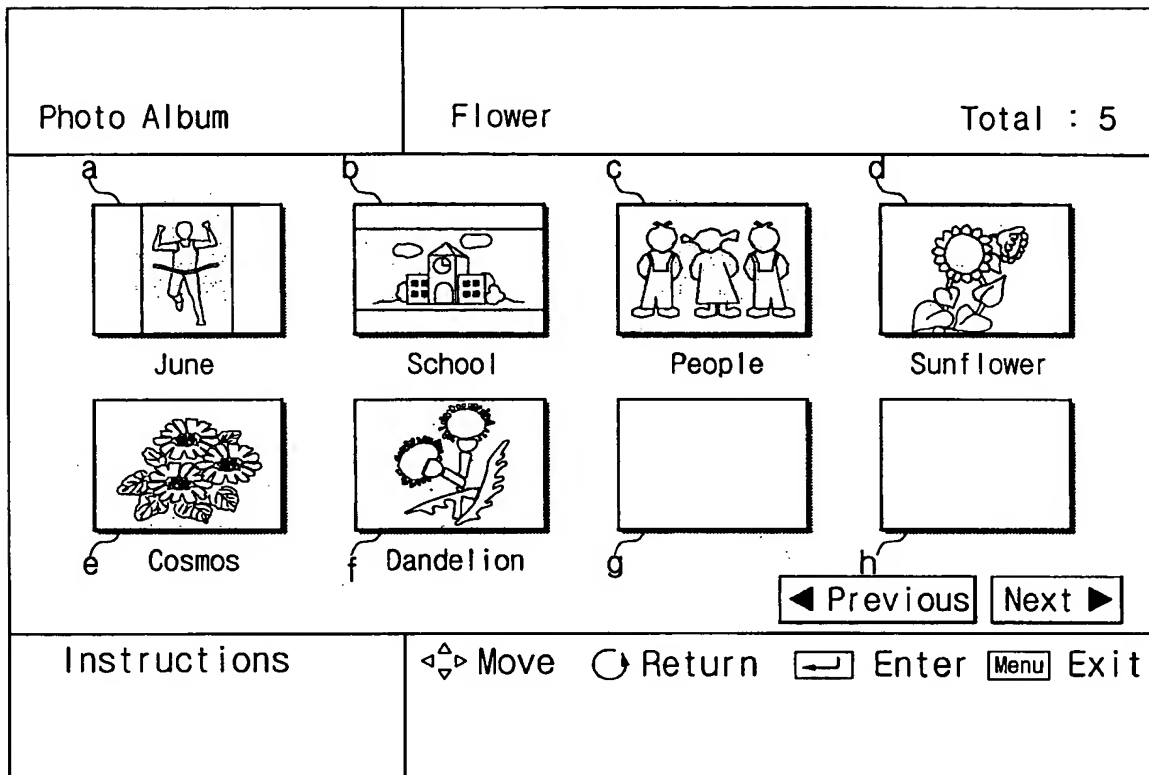 Photo Album
Flower
Total : 5
a b c d
June School People Sunflower
Cosmos Dandelion
e f g h
◀ Previous Next ▶
Instructions
Move Return Enter Menu Exit